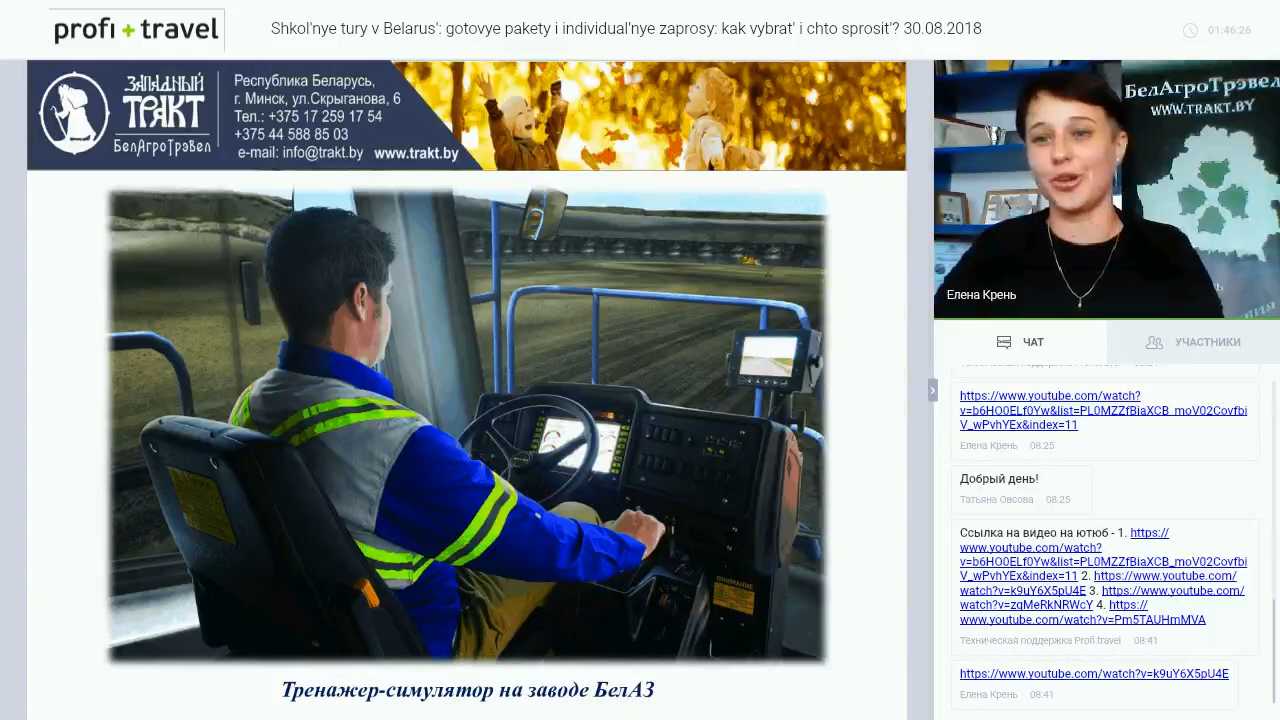 profi + travel
Shkol'nye tury v Belarus': gotovye pakety i individual'nye zaprosy: kak vybrat' i chto sprosit'? 30.08.2018
01:46:26
ЗАПАДНЫЙ
ТРАКТ
БелАгроТрэвел
Республика Беларусь,
г. Минск, ул.Скрыганова, 6
Тел.: +375 17 259 17 54
+375 44 588 85 03
e-mail: info@trakt.by www.trakt.by
ВНИМАНИЕ
Тренажер-симулятор на заводе БелАЗ
БелАгроТрэвел
WWW.TRAKT.BY
Елена Крень
ЧАТ
УЧАСТНИКИ
https://www.youtube.com/watch?
v=b6HO0ELf0Yw&list=PL0MZZfBiaXCB_moV02Covfbi
V_wPvhYEx&index=11
Елена Крень 08:25
Добрый день!
Татьяна Овсова 08:25
Ссылка на видео на ютюб - 1. https://
www.youtube.com/watch?
v=b6HO0ELf0Yw&list=PL0MZZfBiaXCB_moV02Covfbi
V_wPvhYEx&index=11 2. https://www.youtube.com/
watch?v=k9uY6X5pU4E 3. https://www.youtube.com/
watch?v=zqMeRkNRWcY 4. https://
www.youtube.com/watch?v=Pm5TAUHmMVA
Техническая поддержка Profi.travel 08:41
https://www.youtube.com/watch?v=k9uY6X5pU4E
Елена Крень 08:41